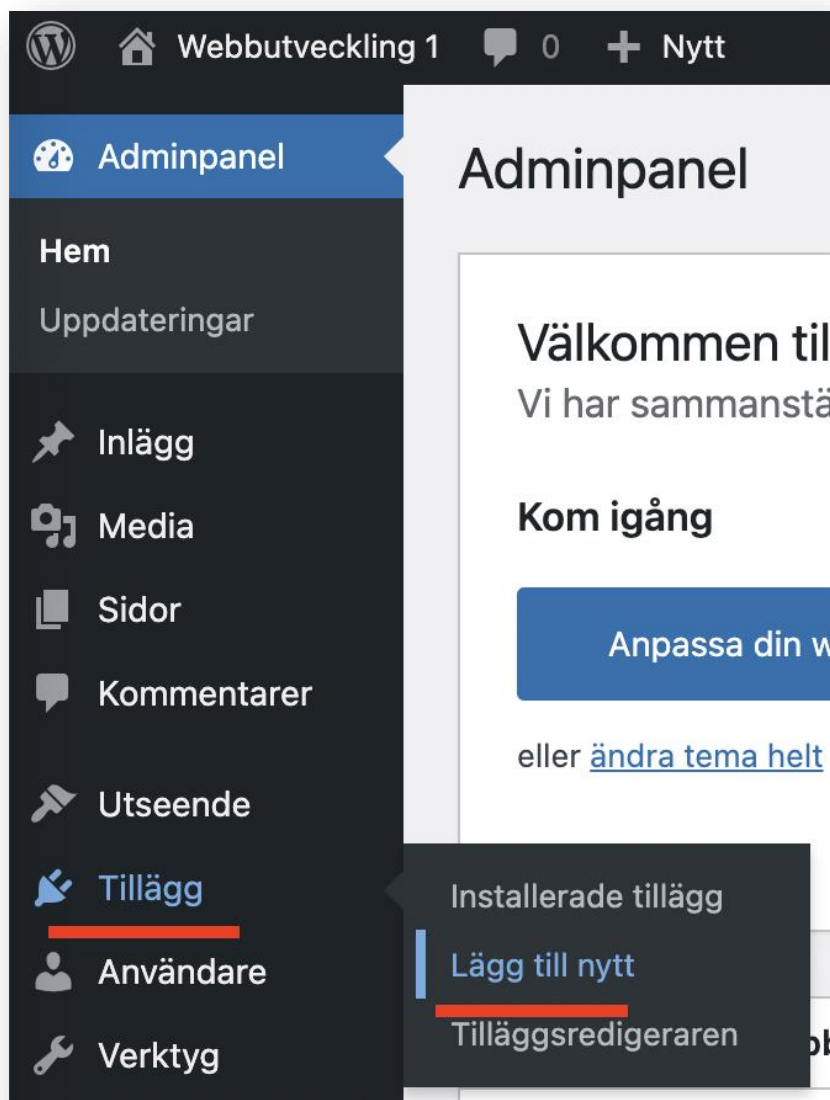 Webbutveckling 1 0 Nytt
Adminpanel
Hem
Uppdateringar
Inlägg
Media
Sidor
Kommentarer
Utseende
Tillägg
Användare
Verktyg
Adminpanel
Välkommen til
Vi har sammanstä
Kom igång
Anpassa din w
eller ändra tema helt
Installerade tillägg
Lägg till nytt
Tilläggsredigeraren